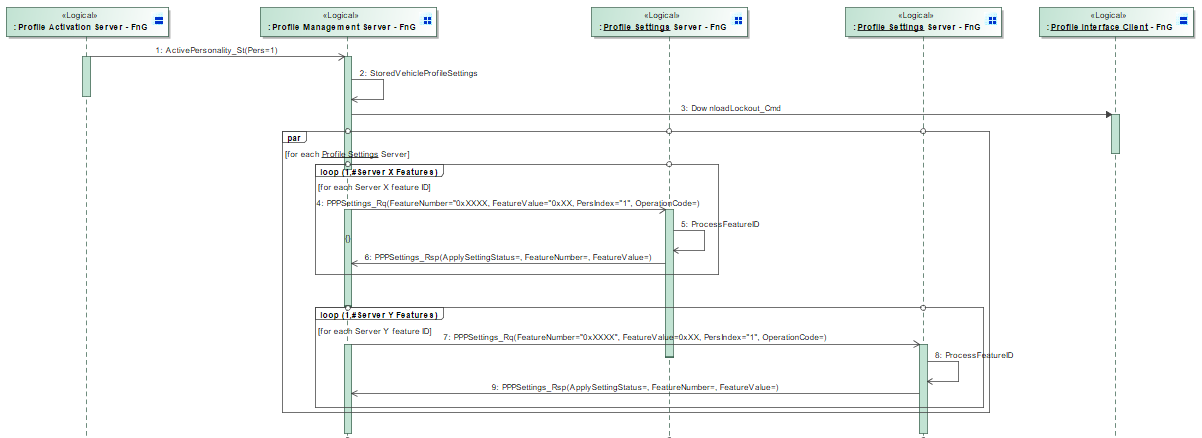 «Logical»
: Profile Activation Server - FnG
«Logical»
: Profile Management Server - FnG
«Logical»
: Profile Settings Server - FnG
«Logical»
: Profile Settings Server - FnG
«Logical»
: Profile Interface Client - FnG
1: ActivePersonality_St(Pers=1)
2: StoredVehicleProfileSettings
3: DownloadLockout_Cmd
par
[for each Profile Settings Server]
loop (1,#Server X Features)
[for each Server X feature ID]
4: PPPSettings_Rq(FeatureNumber="0xXXXX, FeatureValue="0xXX, PersIndex="1", OperationCode=)
5: ProcessFeatureID
{}
6: PPPSettings_Rsp(ApplySettingStatus=, FeatureNumber=, FeatureValue=)
loop (1,#Server Y Features)
[for each Server Y feature ID]
7: PPPSettings_Rq(FeatureNumber="0xXXXX", FeatureValue=0xXX, PersIndex="1", OperationCode=)
8: ProcessFeatureID
9: PPPSettings_Rsp(ApplySettingStatus=, FeatureNumber=, FeatureValue=)